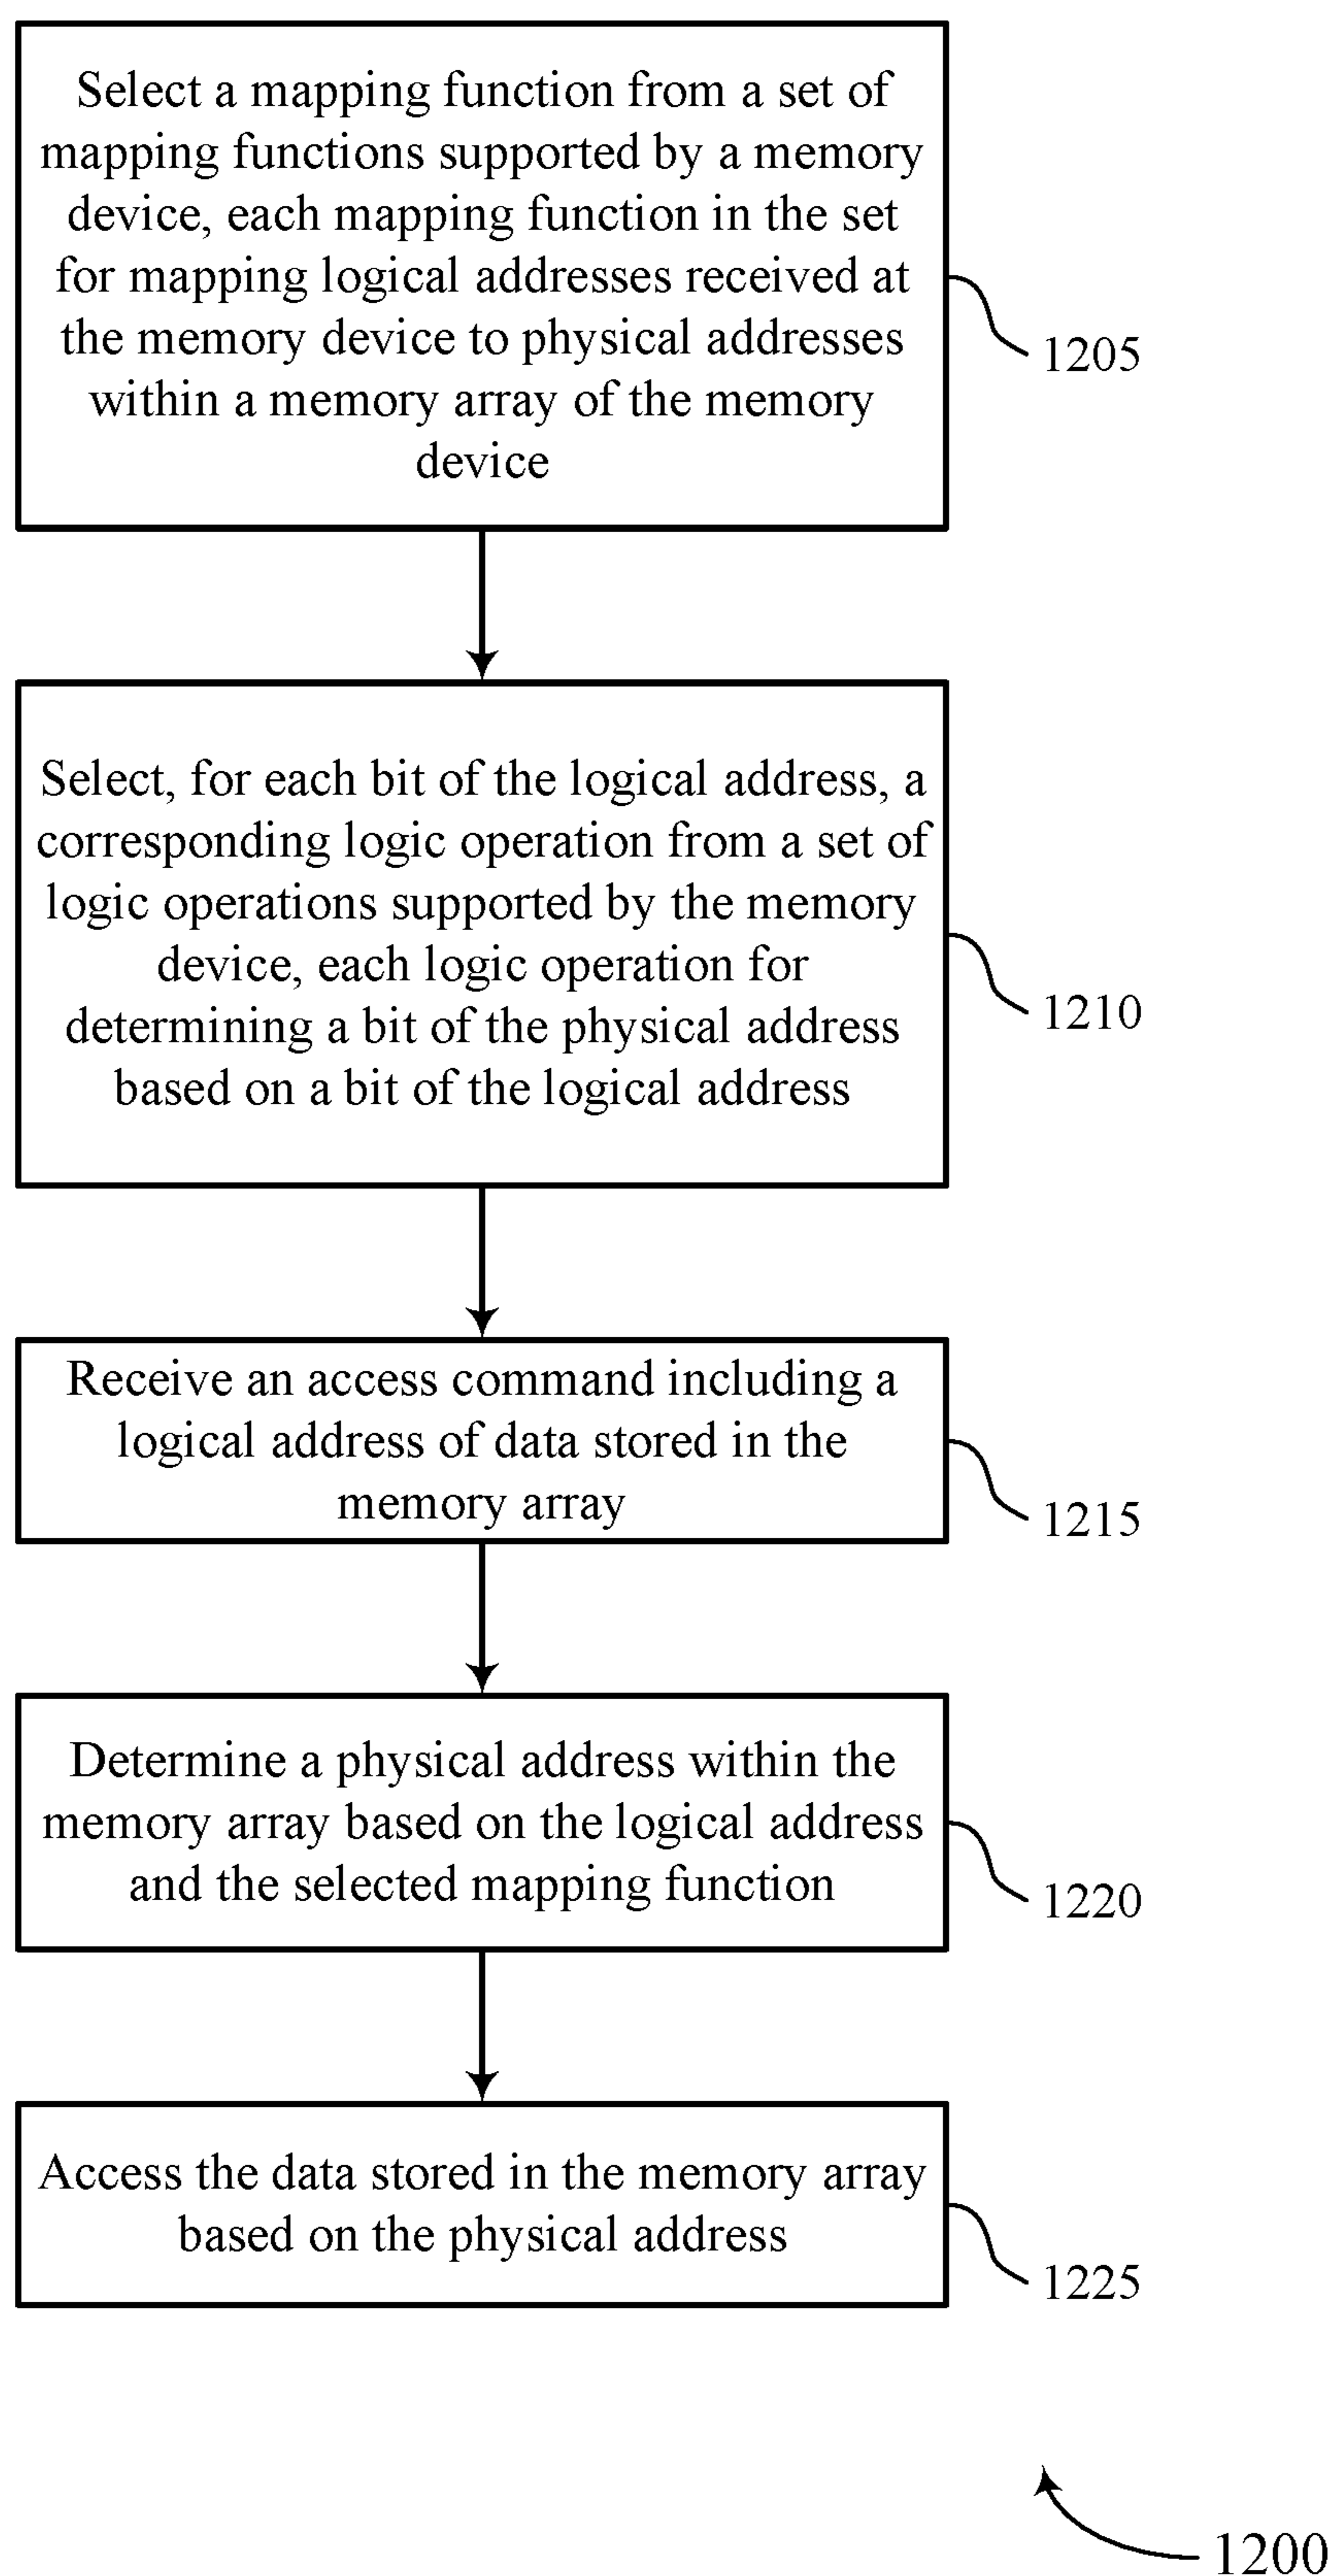 Select a mapping function from a set of
mapping functions supported by a memory
device, each mapping function in the set
for mapping logical addresses received at
the memory device to physical addresses
within a memory array of the memory
device
1205
Select, for each bit of the logical address, a
corresponding logic operation from a set of
logic operations supported by the memory
device, each logic operation for
determining a bit of the physical address
based on a bit of the logical address
1210
Receive an access command including a
logical address of data stored in the
memory array
1215
Determine a physical address within the
memory array based on the logical address
and the selected mapping function
1220
Access the data stored in the memory array
based on the physical address
1225
1200